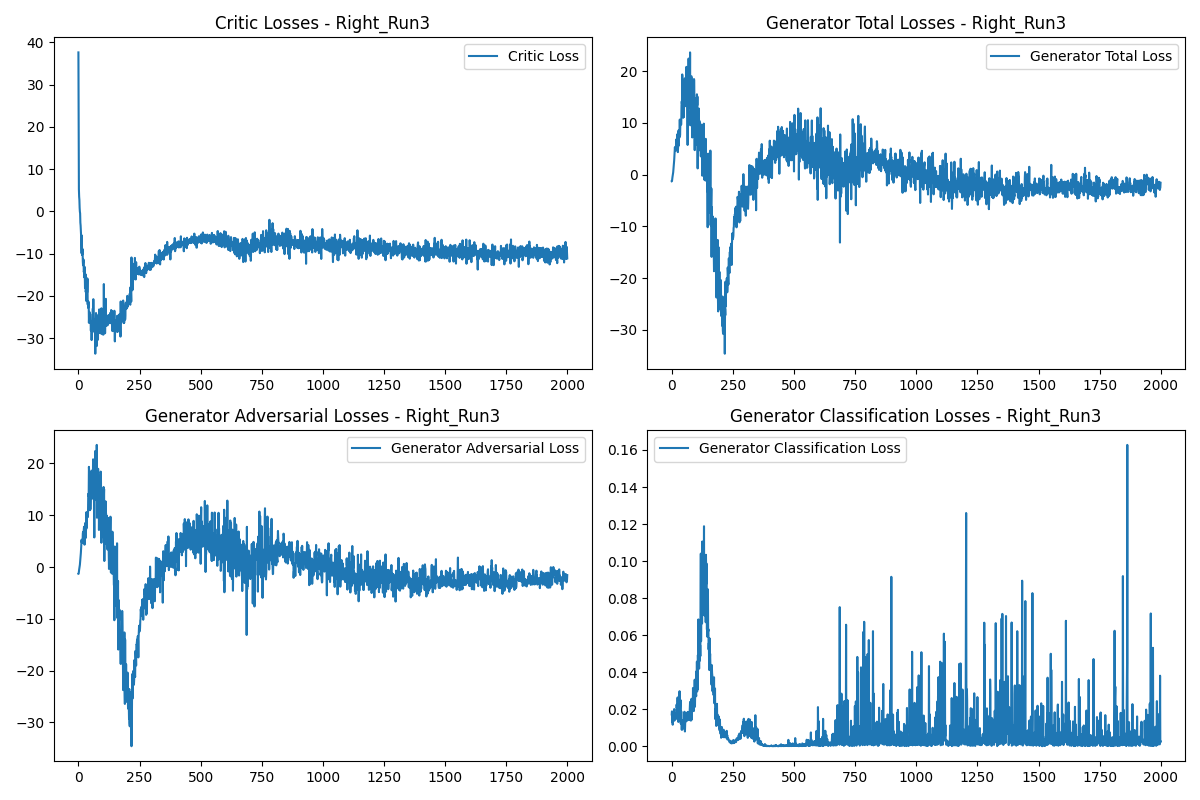 Critic Losses - Right_Run3
Critic Loss
40
30
20
10
0
−10
−20
−30
0 250 500 750 1000 1250 1500 1750 2000
Generator Total Losses - Right_Run3
Generator Total Loss
20
10
0
−10
−20
−30
0 250 500 750 1000 1250 1500 1750 2000
Generator Adversarial Losses - Right_Run3
Generator Adversarial Loss
20
10
0
−10
−20
−30
0 250 500 750 1000 1250 1500 1750 2000
Generator Classification Losses - Right_Run3
Generator Classification Loss
0.16
0.14
0.12
0.10
0.08
0.06
0.04
0.02
0.00
0 250 500 750 1000 1250 1500 1750 2000